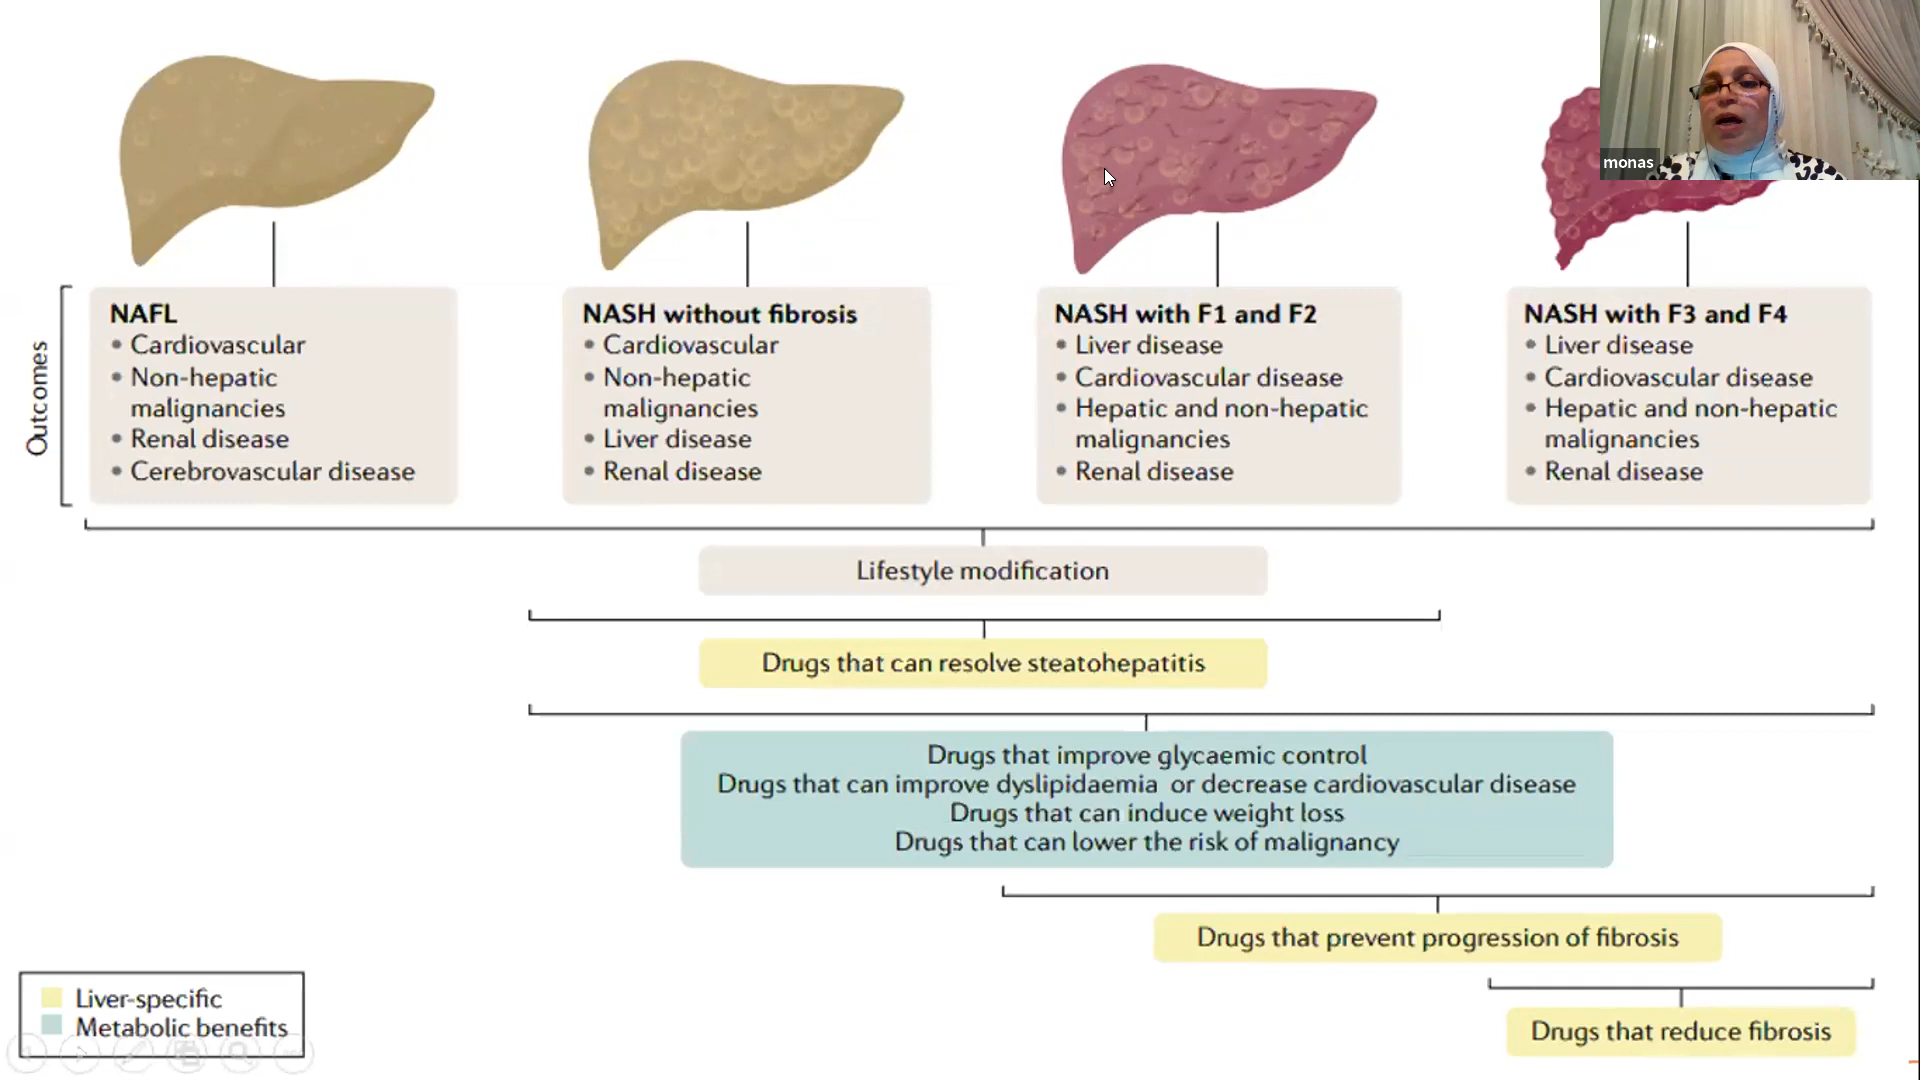 monas
Outcomes
NAFL
• Cardiovascular
• Non-hepatic
malignancies
• Renal disease
• Cerebrovascular disease
NASH without fibrosis
• Cardiovascular
• Non-hepatic
malignancies
• Liver disease
• Renal disease
NASH with F1 and F2
• Liver disease
• Cardiovascular disease
• Hepatic and non-hepatic
malignancies
• Renal disease
NASH with F3 and F4
• Liver disease
• Cardiovascular disease
• Hepatic and non-hepatic
malignancies
• Renal disease
Lifestyle modification
Drugs that can resolve steatohepatitis
Drugs that improve glycaemic control
Drugs that can improve dyslipidaemia or decrease cardiovascular disease
Drugs that can induce weight loss
Drugs that can lower the risk of malignancy
Drugs that prevent progression of fibrosis
Drugs that reduce fibrosis
Liver-specific
Metabolic benefits